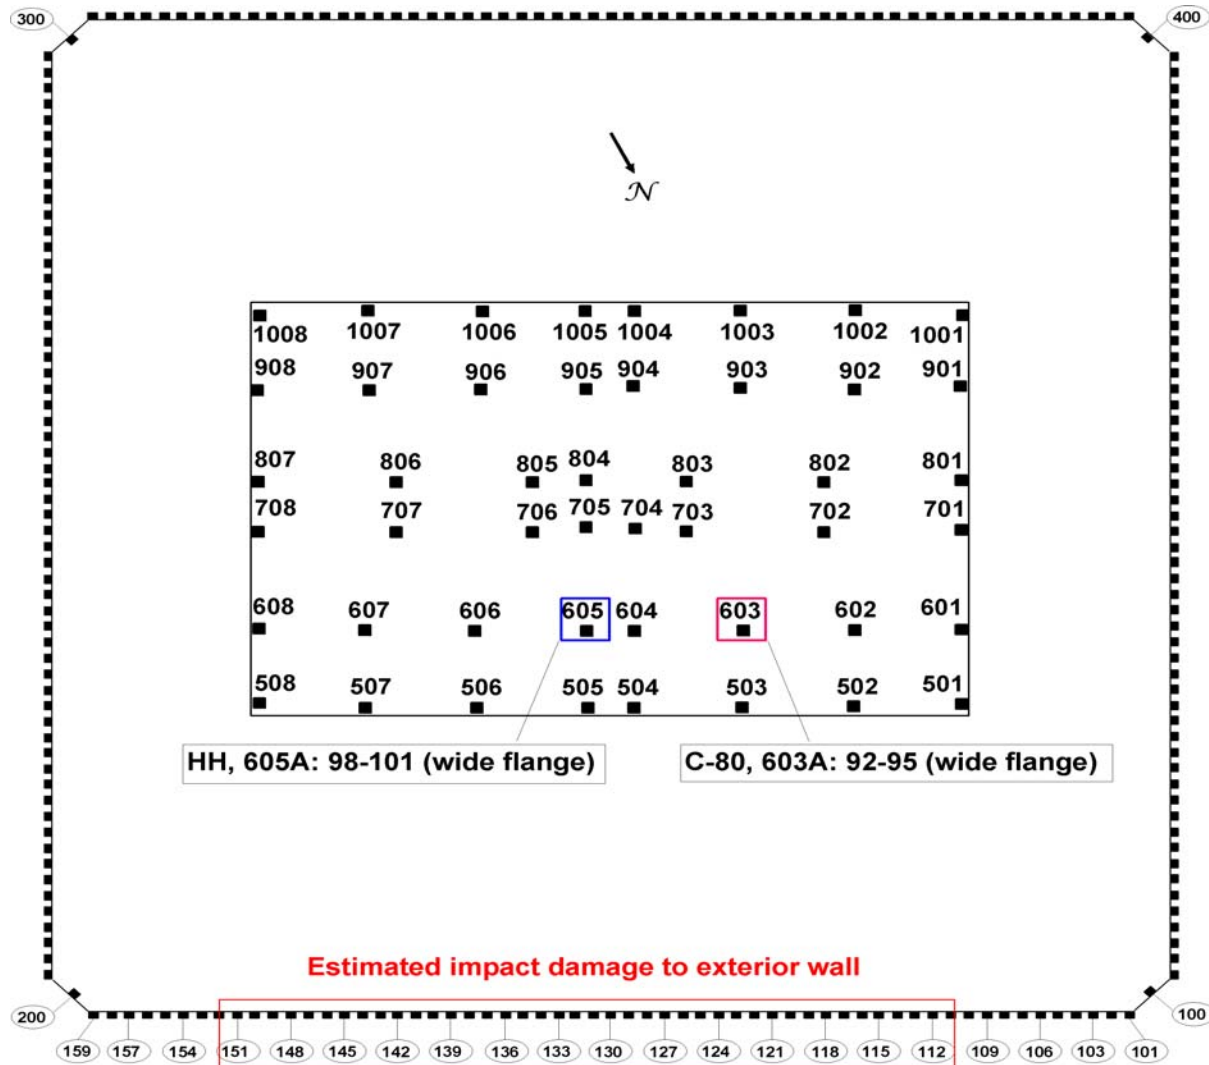 300
400
N
1008 1007 1006 1005 1004 1003 1002 1001
908 907 906 905 904 903 902 901
807 806 805 804 803 802 801
708 707 706 705 704 703 702 701
608 607 606 605 604 603 602 601
508 507 506 505 504 503 502 501
HH, 605A: 98-101 (wide flange)
C-80, 603A: 92-95 (wide flange)
Estimated impact damage to exterior wall
200
100
159 157 154 151 148 145 142 139 136 133 130 127 124 121 118 115 112 109 106 103 101